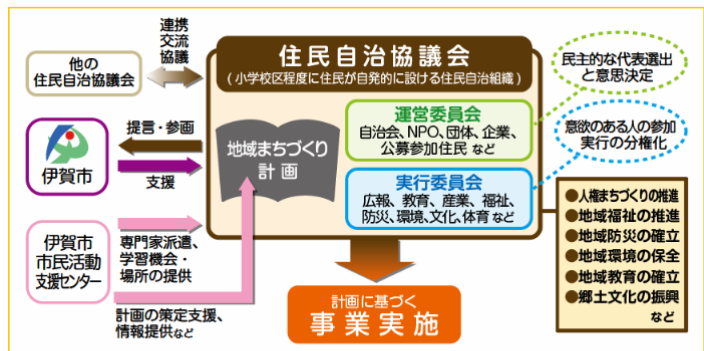 他の
住民自治協議会
連携
交流
協議
住民自治協議会
(小学校区程度に住民が自発的に設ける住民自治組織)
民主的な代表選出
と意思決定
伊賀市
提言・参画
支援
地域まちづくり
計画
運営委員会
自治会、NPO、団体、企業、
公募参加住民 など
意欲のある人の参加
実行の分権化
実行委員会
広報、教育、産業、福祉、
防災、環境、文化、体育 など
伊賀市
市民活動
支援センター
専門家派遣、
学習機会・
場所の提供
計画の策定支援、
情報提供など
計画に基づく
事業実施
●人権まちづくりの推進
●地域福祉の推進
●地域防災の確立
●地域環境の保全
●地域教育の確立
●郷土文化の振興
など